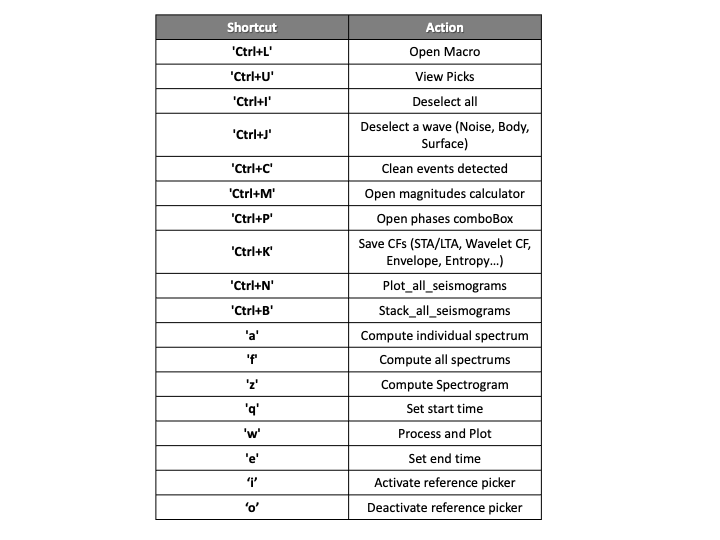 Shortcut Action
'Ctrl+L' Open Macro
'Ctrl+U' View Picks
'Ctrl+I' Deselect all
'Ctrl+J' Deselect a wave (Noise, Body,
Surface)
'Ctrl+C' Clean events detected
'Ctrl+M' Open magnitudes calculator
'Ctrl+P' Open phases comboBox
'Ctrl+K' Save CFs (STA/LTA, Wavelet CF,
Envelope, Entropy...)
'Ctrl+N' Plot_all_seismograms
'Ctrl+B' Stack_all_seismograms
'a' Compute individual spectrum
'f' Compute all spectrums
'z' Compute Spectrogram
'q' Set start time
'w' Process and Plot
'e' Set end time
‘i’ Activate reference picker
‘o’ Deactivate reference picker